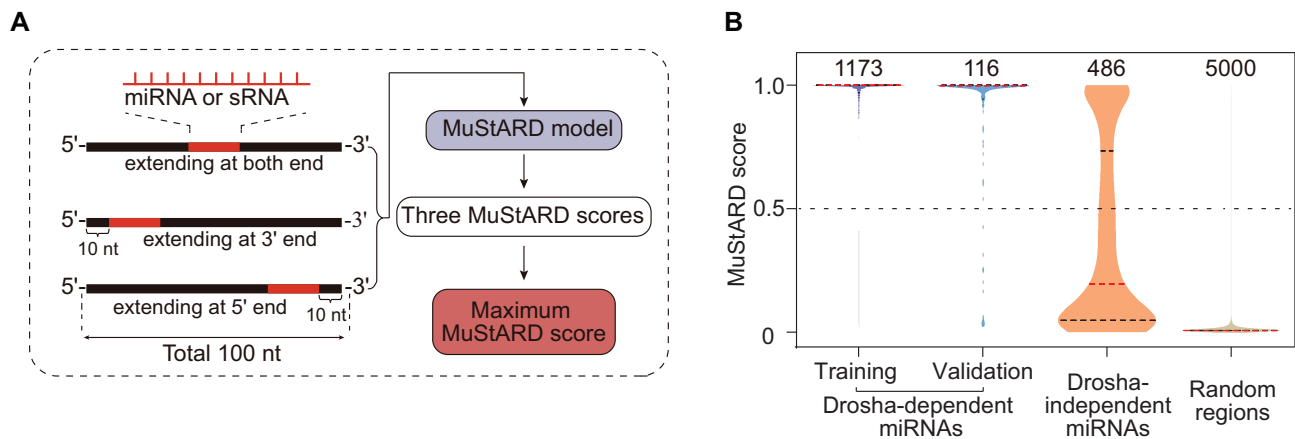 A
miRNA or sRNA
5'- -3'
extending at both end
5'- -3'
extending at 3' end
10 nt
5'- -3'
extending at 5' end
10 nt
Total 100 nt
MuStARD model
Three MuStARD scores
Maximum
MuStARD score
B
1173 116 486 5000
MuStARD score
1.0
0.5
0
Training Validation
Drosha-dependent
miRNAs
Drosha-
independent
miRNAs
Random
regions